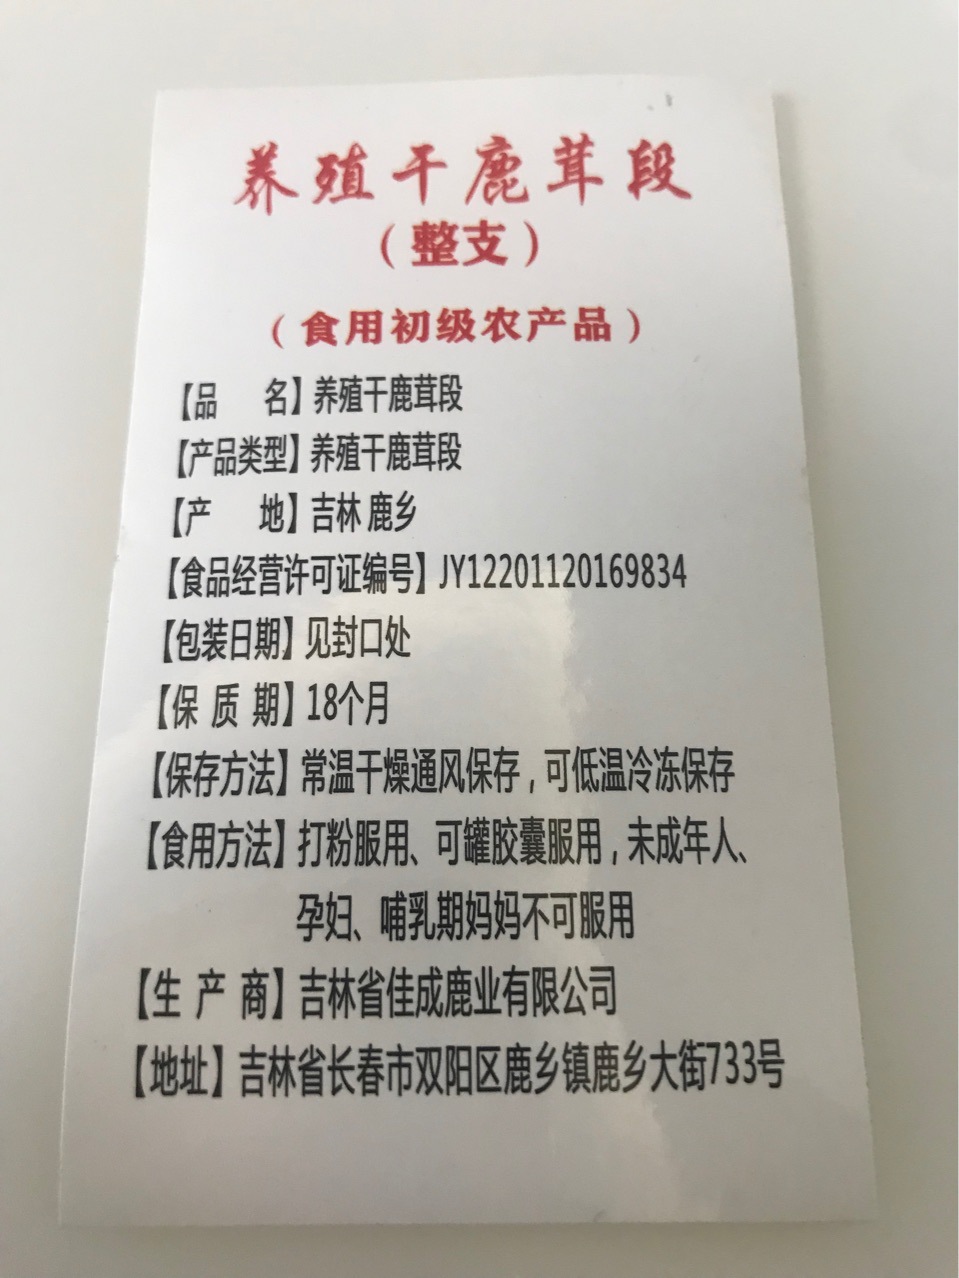 养殖干鹿茸段
（整支）
（食用初级农产品）
【品 名】养殖干鹿茸段
【产品类型】养殖干鹿茸段
【产 地】吉林 鹿乡
【食品经营许可证编号】JY12201120169834
【包装日期】见封口处
【保 质 期】18个月
【保存方法】常温干燥通风保存，可低温冷冻保存
【食用方法】打粉服用、可罐胶囊服用，未成年人、
孕妇、哺乳期妈妈不可服用
【生 产 商】吉林省佳成鹿业有限公司
【地址】吉林省长春市双阳区鹿乡镇鹿乡大街733号